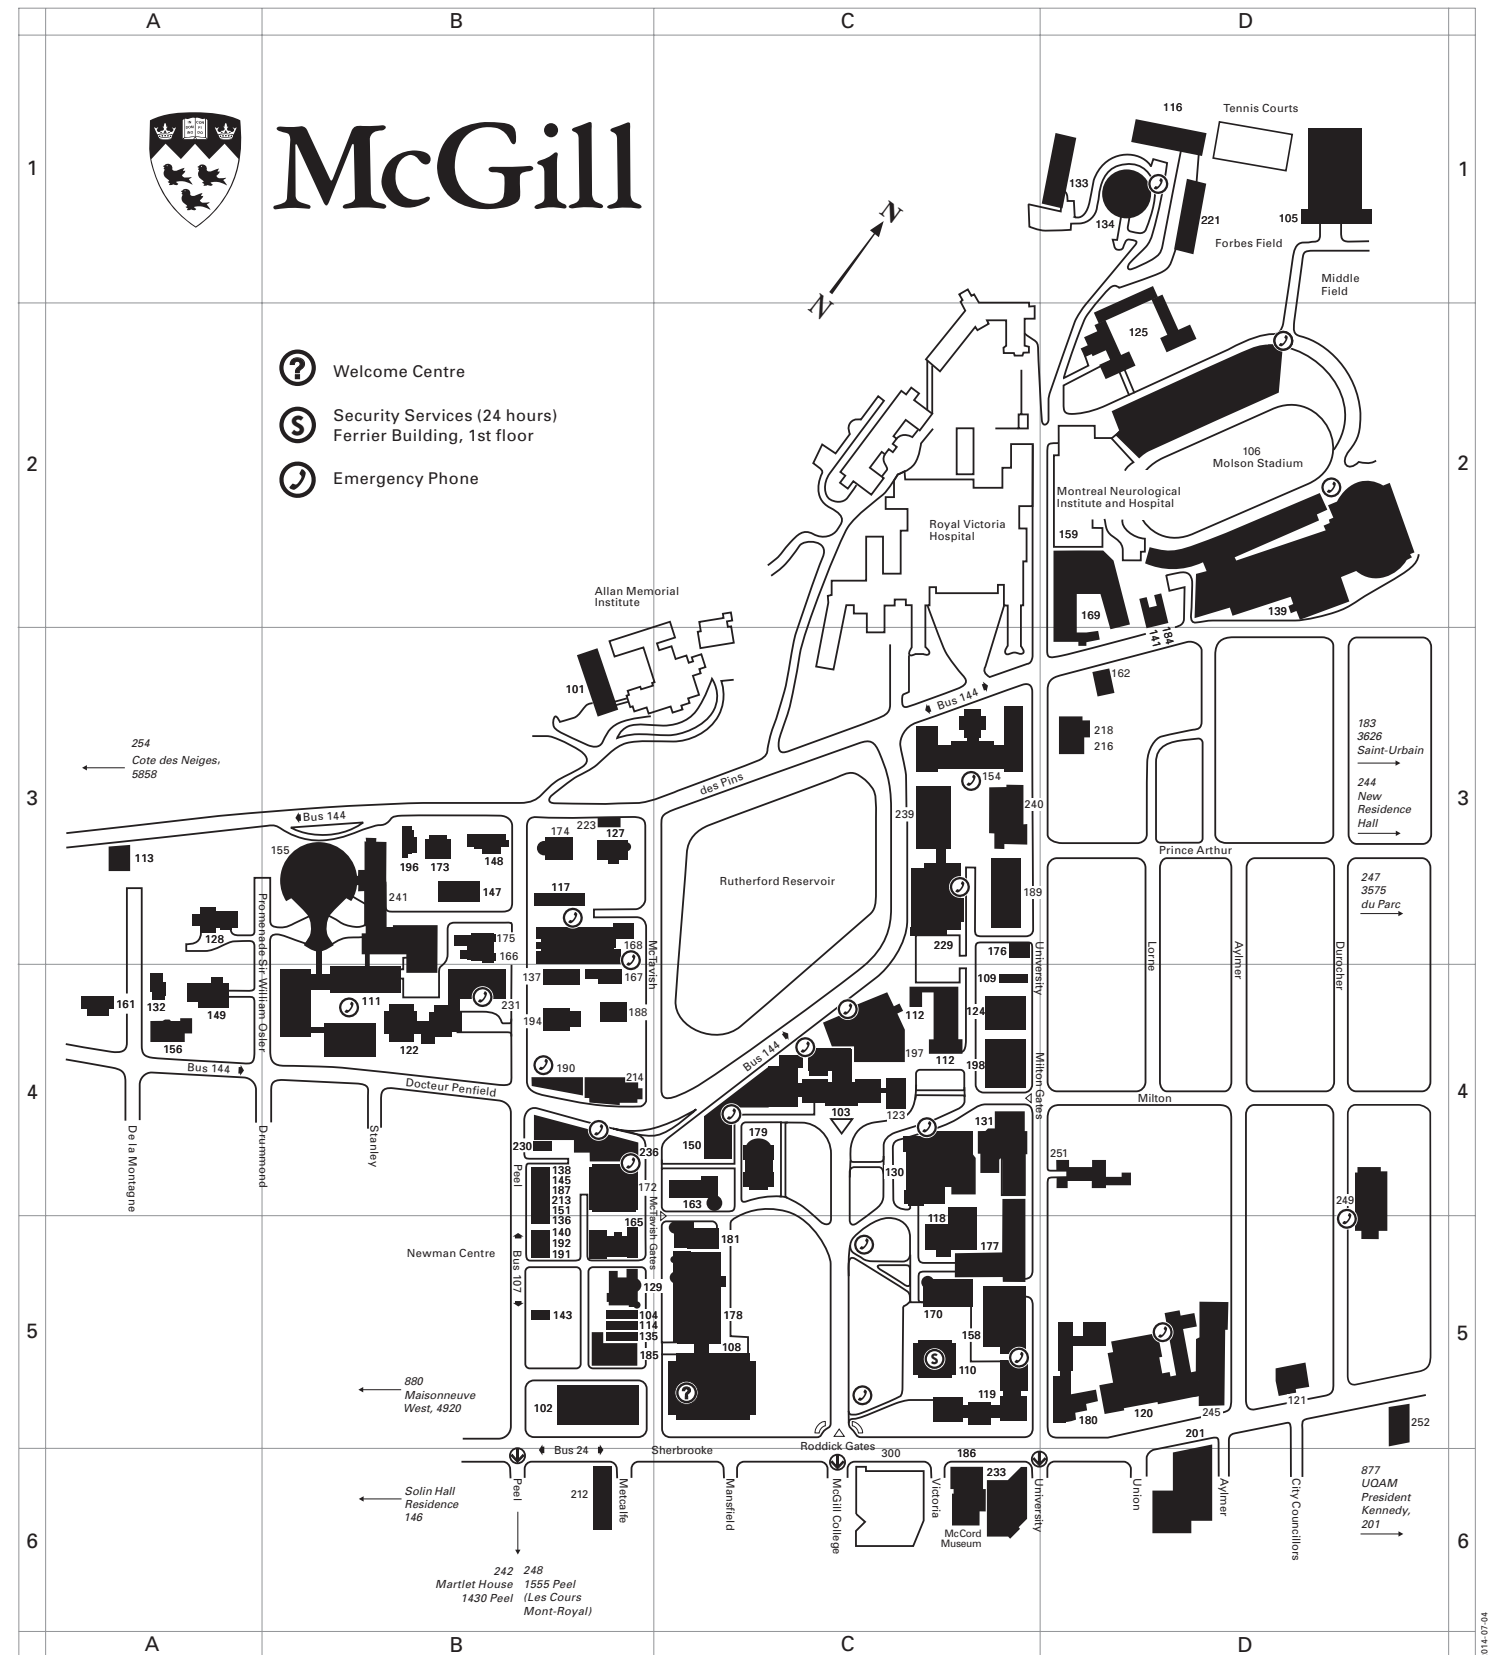 A B C D
McGill
1 1
2 2
3 3
4 4
5 5
6 6
A B C D
Welcome Centre
Security Services (24 hours)
Ferrier Building, 1st floor
Emergency Phone
?
S
N
N
116
Tennis Courts
133
134
221
105
Forbes Field
Middle
Field
125
106
Molson Stadium
Montreal Neurological
Institute and Hospital
159
Royal Victoria
Hospital
169
141
184
139
Allan Memorial
Institute
101
162
218
216
Bus 144
154
183
3626
Saint-Urbain
244
New
Residence
Hall
254
Cote des Neiges,
5858
des Pins
239
240
Bus 144
155
196
173
148
174
223
127
113
241
147
117
Rutherford Reservoir
189
Prince Arthur
247
3575
du Parc
128
Promenade Sir William Osler
175
166
168
McTavish
229
176
University
Lorne
Aylmer
Durocher
137
167
109
161
132
149
111
231
194
188
112
124
156
122
197
112
198
Bus 144
Bus 144
190
214
Docteur Penfield
103
123
Milton Gates
Milton
De la Montagne
Drummond
Stanley
230
236
150
179
131
130
251
Peel
138
145
187
213
151
136
172
163
McTavish Gates
249
140
192
191
165
181
118
177
Newman Centre
Bus 107
129
143
104
114
135
185
178
108
170
158
S
110
880
Maisonneuve
West, 4920
102
?
119
180
120
245
121
252
201
Bus 24
Sherbrooke
Roddick Gates
300
186
233
Solin Hall
Residence
146
Peel
212
Metcalfe
Mansfield
McGill College
Victoria
McCord
Museum
University
Union
Aylmer
City Councillors
877
UQAM
President
Kennedy,
201
242
Martlet House
1430 Peel
248
1555 Peel
(Les Cours
Mont-Royal)